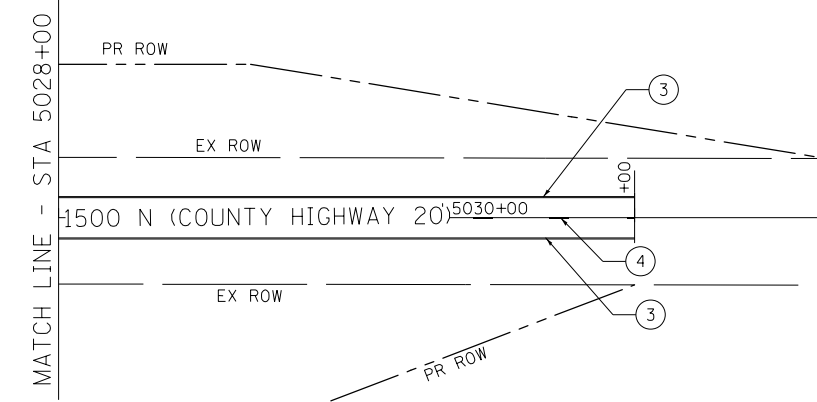 MATCH LINE - STA 5028+00
PR ROW
3
EX ROW
+00
1500 N (COUNTY HIGHWAY 20)
5030+00
4
EX ROW
3
PR ROW